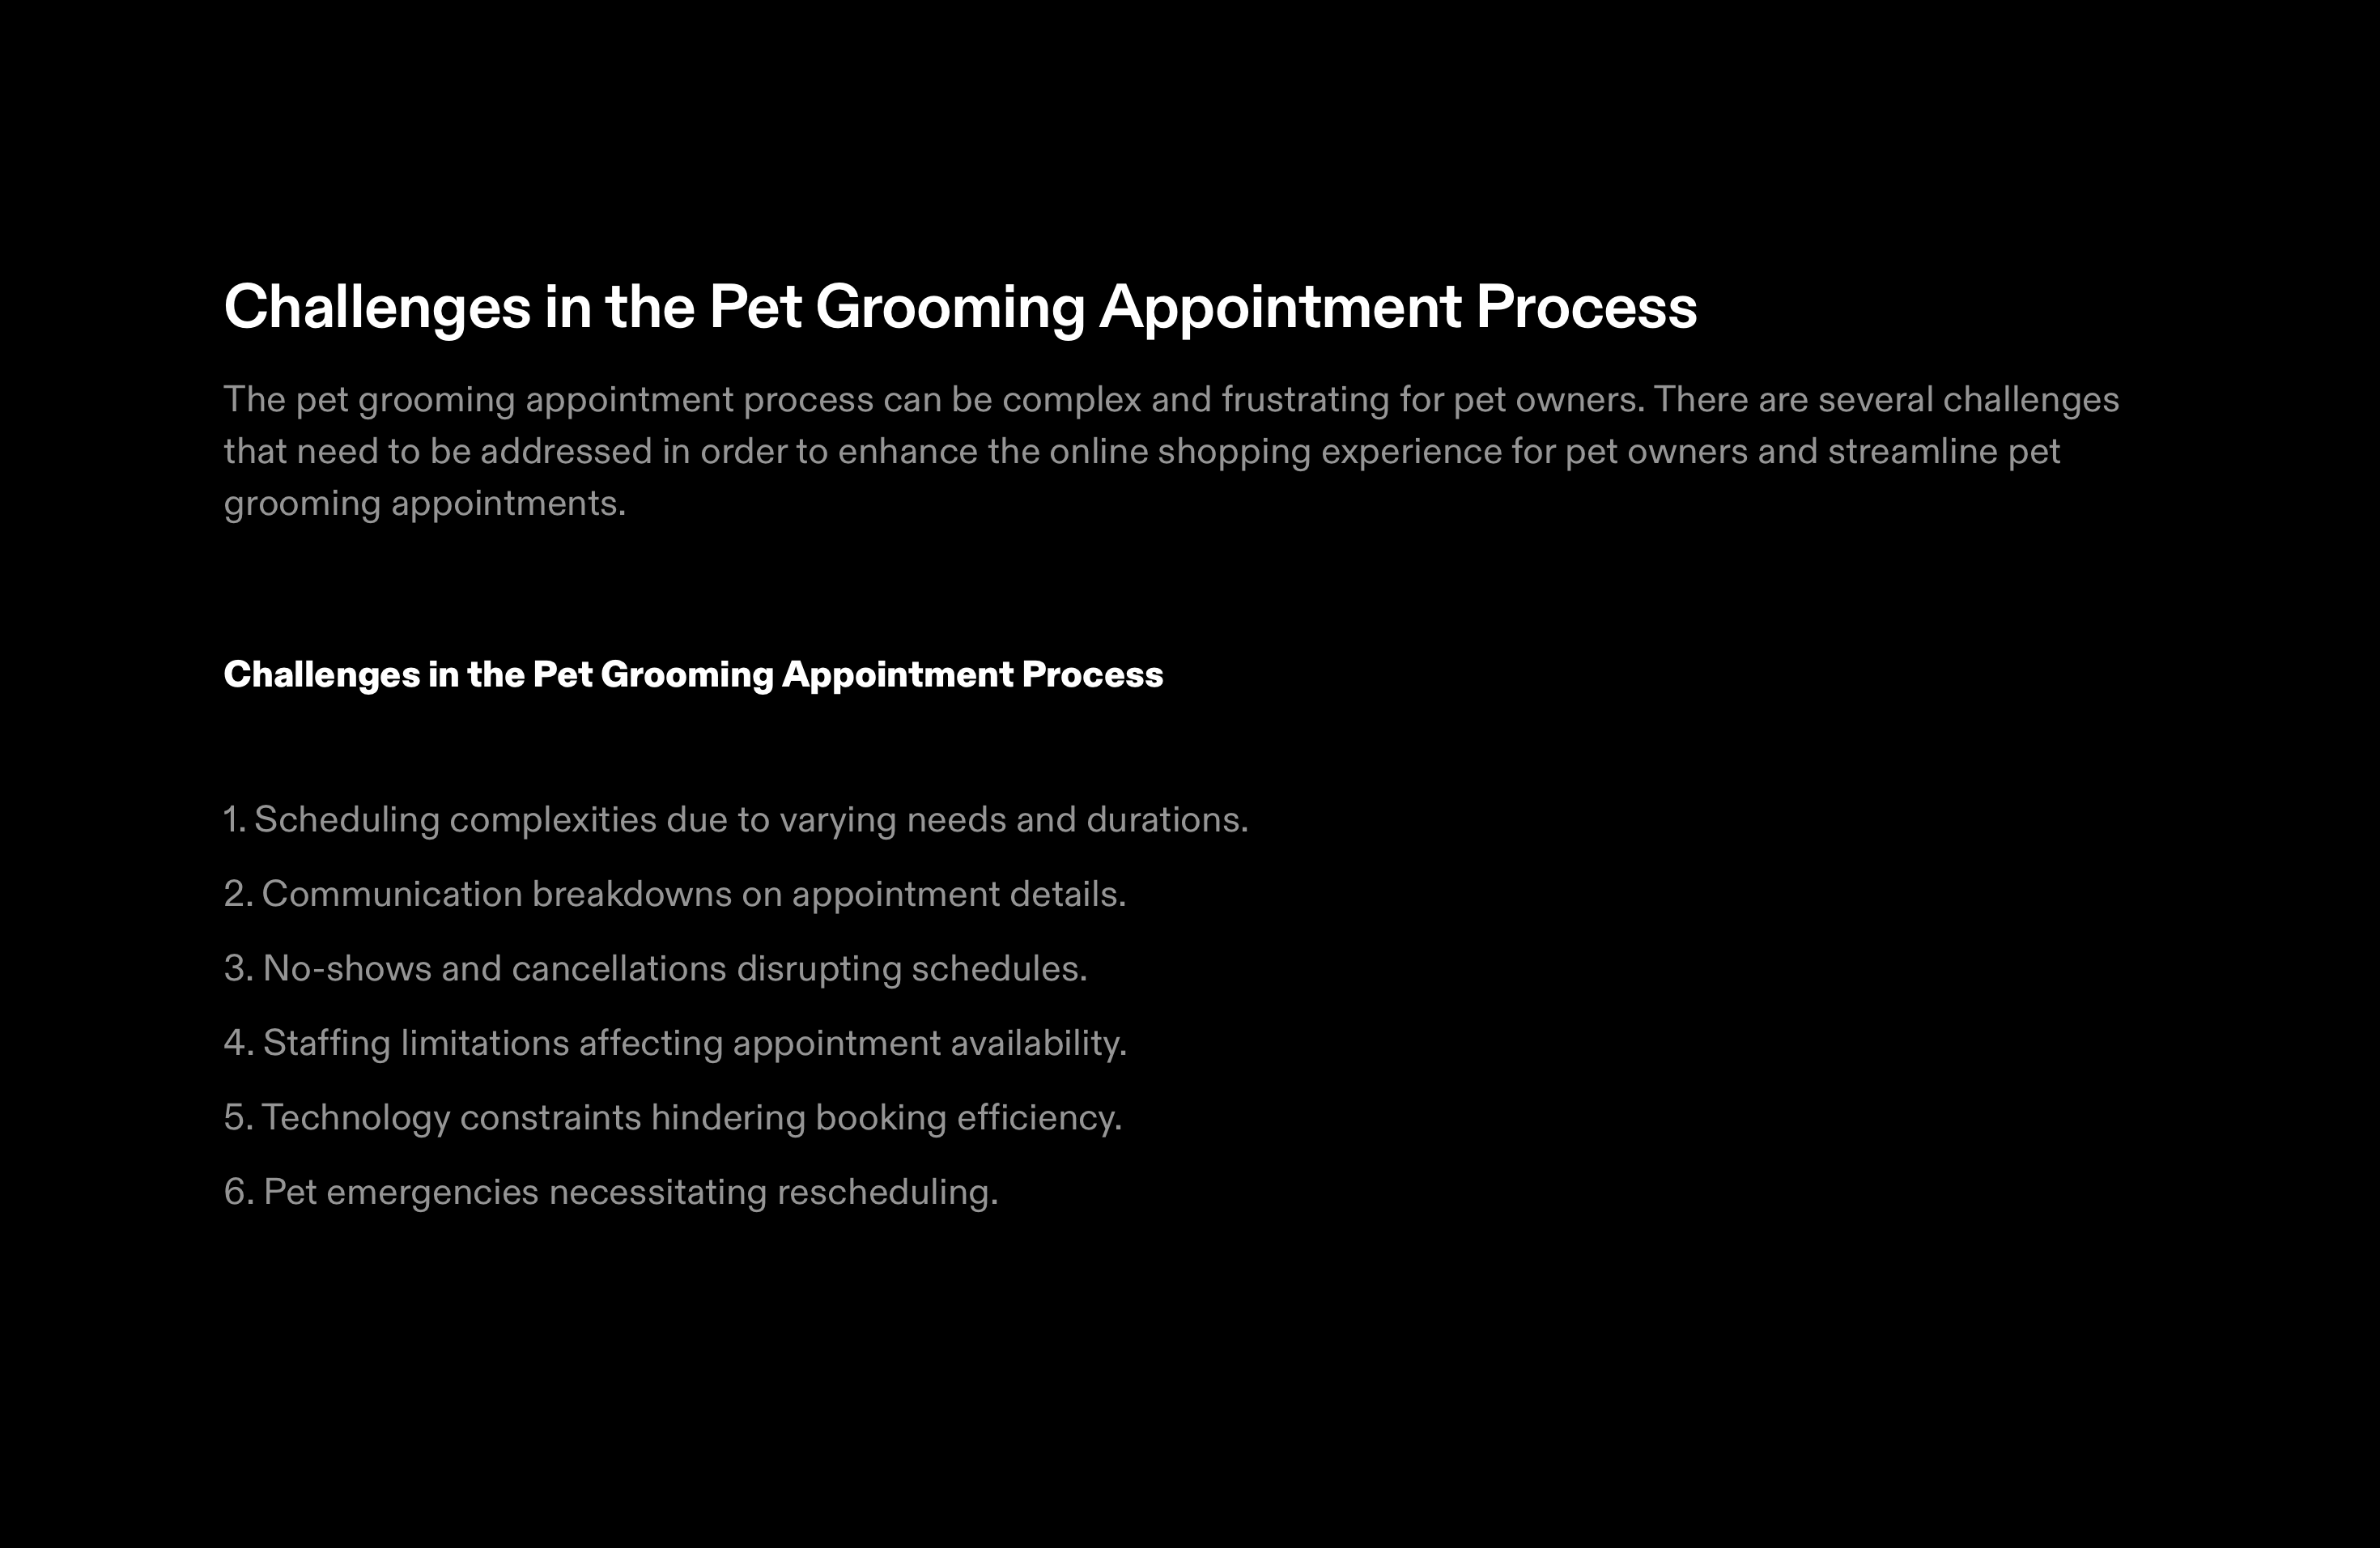 Challenges in the Pet Grooming Appointment Process
The pet grooming appointment process can be complex and frustrating for pet owners. There are several challenges
that need to be addressed in order to enhance the online shopping experience for pet owners and streamline pet
grooming appointments.
Challenges in the Pet Grooming Appointment Process
1. Scheduling complexities due to varying needs and durations.
2. Communication breakdowns on appointment details.
3. No-shows and cancellations disrupting schedules.
4. Staffing limitations affecting appointment availability.
5. Technology constraints hindering booking efficiency.
6. Pet emergencies necessitating rescheduling.